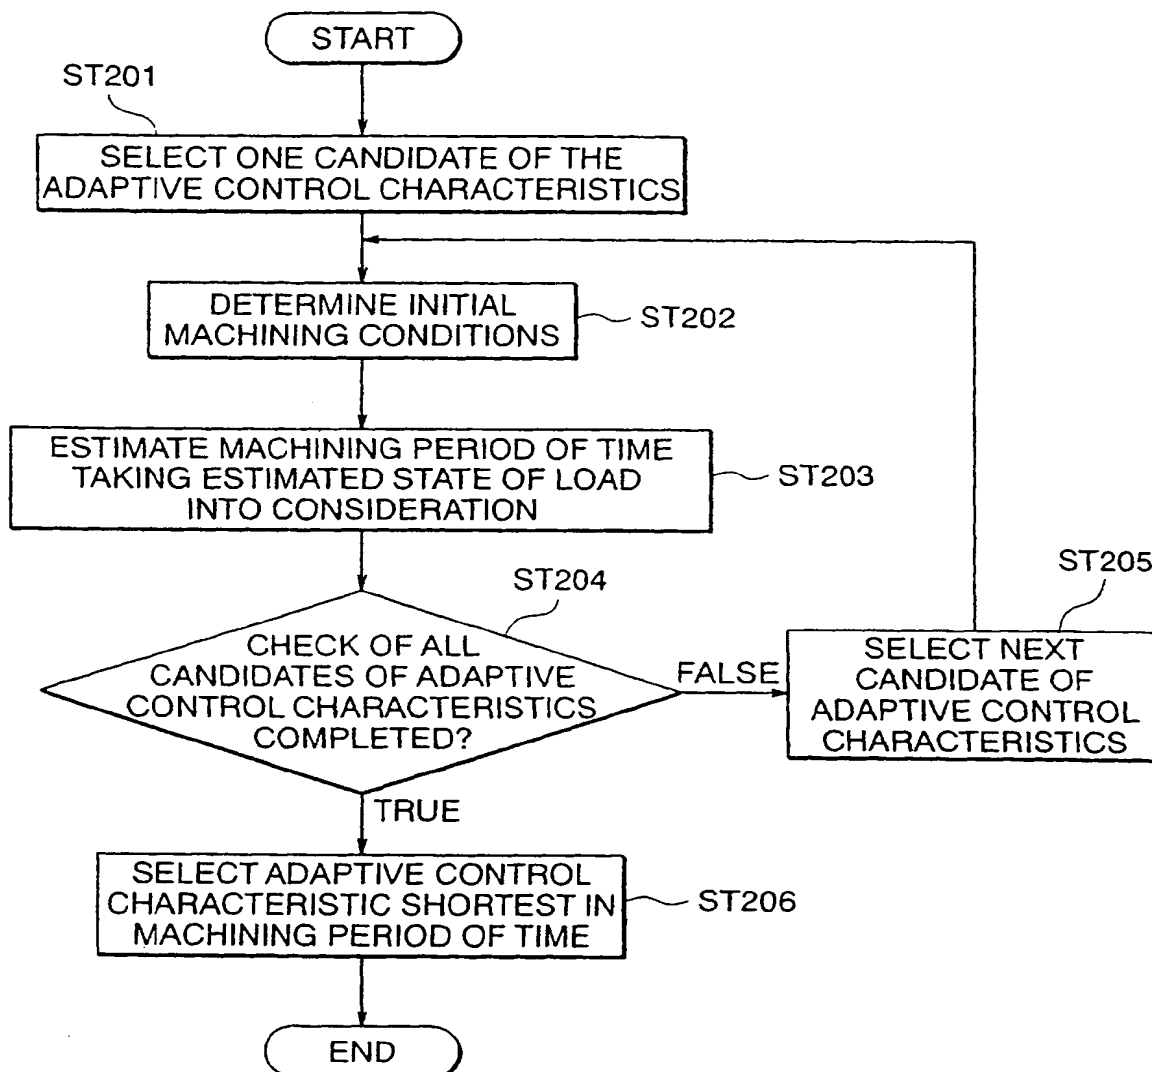 START
ST201
SELECT ONE CANDIDATE OF THE
ADAPTIVE CONTROL CHARACTERISTICS
DETERMINE INITIAL
MACHINING CONDITIONS
ST202
ESTIMATE MACHINING PERIOD OF TIME
TAKING ESTIMATED STATE OF LOAD
INTO CONSIDERATION
ST203
ST204
CHECK OF ALL
CANDIDATES OF ADAPTIVE
CONTROL CHARACTERISTICS
COMPLETED?
FALSE
ST205
SELECT NEXT
CANDIDATE OF
ADAPTIVE CONTROL
CHARACTERISTICS
TRUE
SELECT ADAPTIVE CONTROL
CHARACTERISTIC SHORTEST IN
MACHINING PERIOD OF TIME
ST206
END